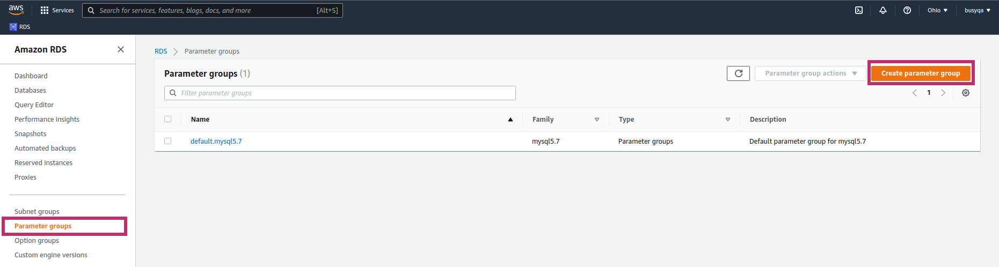 aws Services Search for services, features, blogs, docs, and more [Alt+S] Ohio busyqa
RDS
Amazon RDS
Dashboard
Databases
Query Editor
Performance insights
Snapshots
Automated backups
Reserved instances
Proxies
Subnet groups
Parameter groups
Option groups
Custom engine versions
RDS Parameter groups
Parameter groups (1) Parameter group actions Create parameter group
Filter parameter groups 1
Name Family Type Description
default.mysql5.7 mysql5.7 Parameter groups Default parameter group for mysql5.7